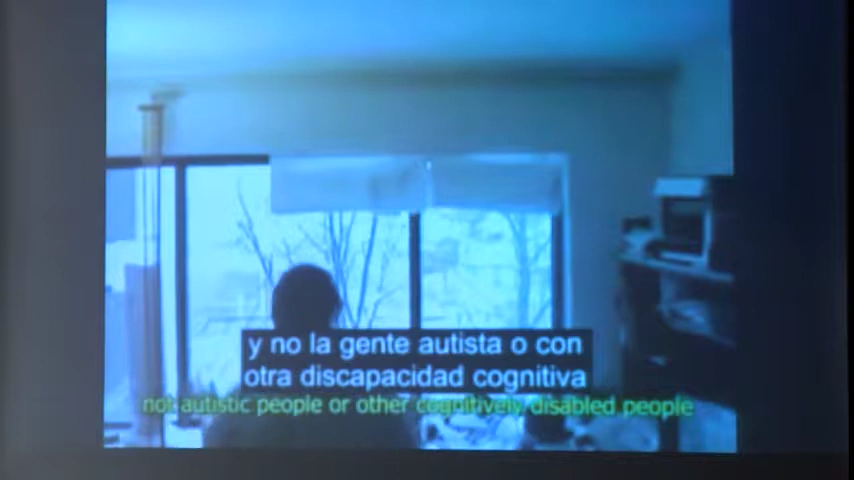 y no la gente autista o con
otra discapacidad cognitiva
not autistic people or other cognitively disabled people